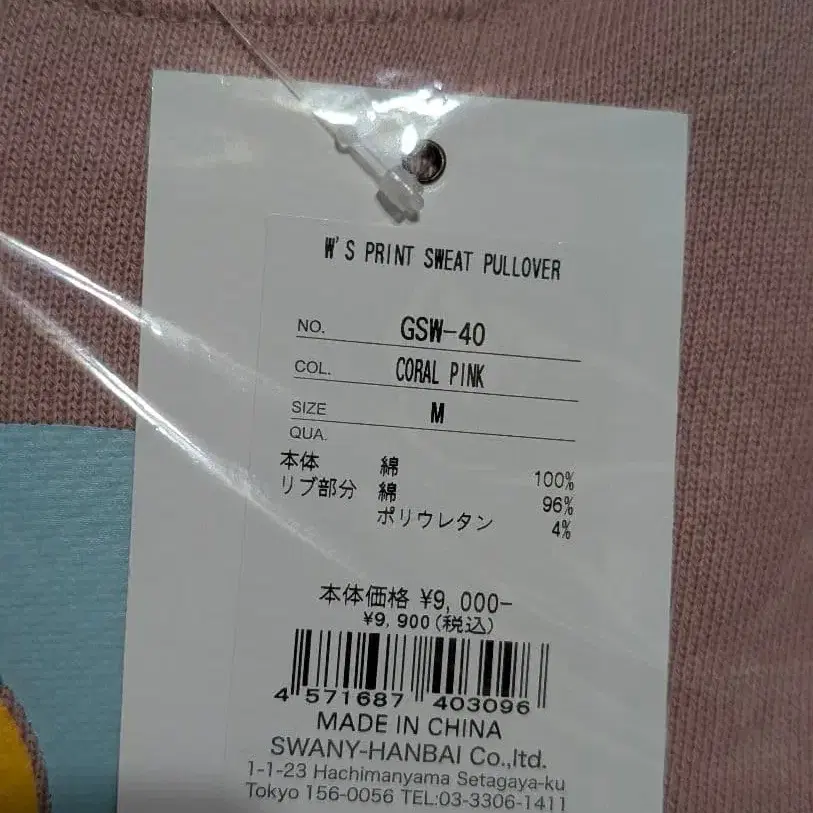 W'S PRINT SWEAT PULLOVER
NO. GSW-40
COL. CORAL PINK
SIZE M
QUA.
本体 綿 100%
リブ部分 綿 96%
ポリウレタン 4%
本体価格 ¥9,000-
¥9,900(税込)
4 571687 403096
MADE IN CHINA
SWANY-HANBAI Co.,ltd.
1-1-23 Hachimanyama Setagaya-ku
Tokyo 156-0056 TEL:03-3306-1411